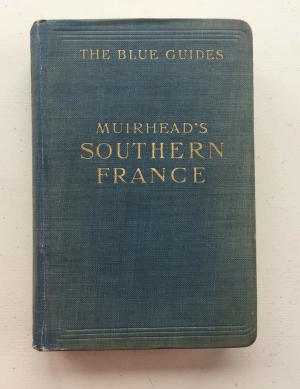 THE BLUE GUIDES
MUIRHEAD'S
SOUTHERN
FRANCE